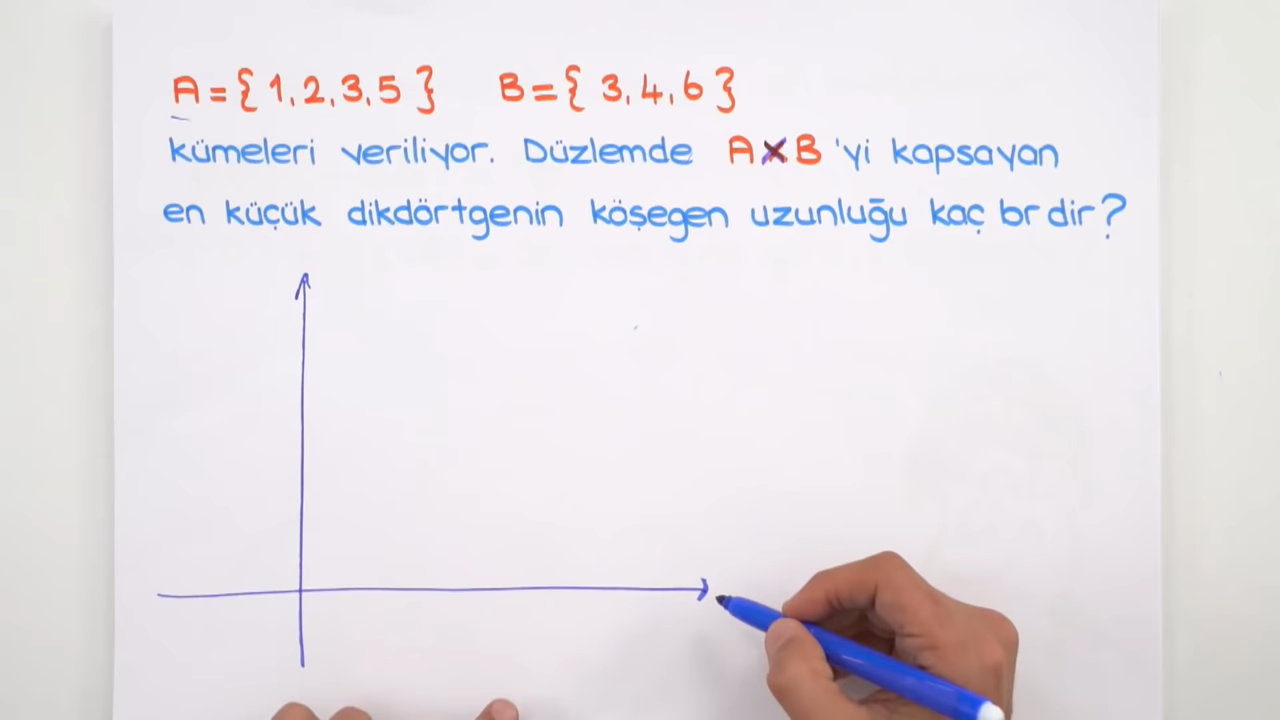 A = { 1, 2, 3, 5 } B = { 3, 4, 6 }
kümeleri veriliyor. Düzlemde A x B 'yi kapsayan
en küçük dikdörtgenin köşegen uzunluğu kaç br dir?